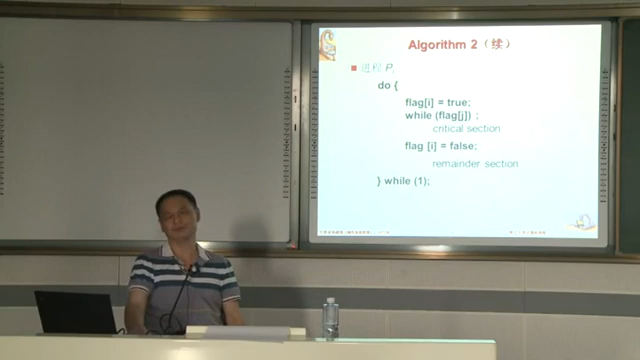 Algorithm 2（续）
进程 Pi
do {
flag[i] = true;
while (flag[j]) ;
critical section
flag [i] = false;
remainder section
} while (1);